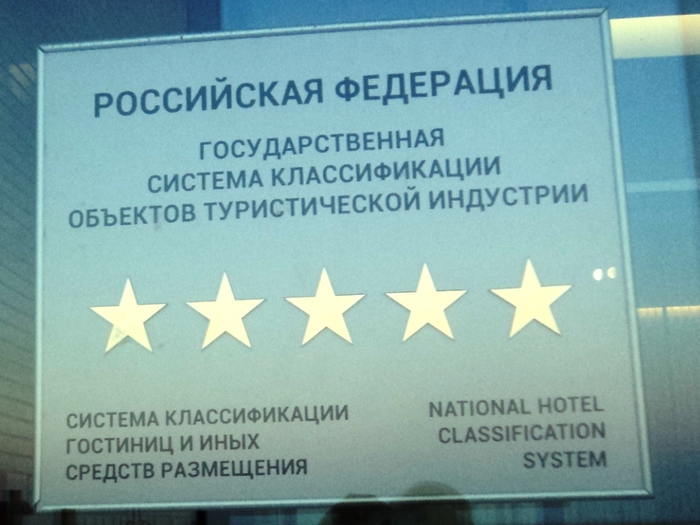 РОССИЙСКАЯ ФЕДЕРАЦИЯ
ГОСУДАРСТВЕННАЯ
СИСТЕМА КЛАССИФИКАЦИИ
ОБЪЕКТОВ ТУРИСТИЧЕСКОЙ ИНДУСТРИИ
СИСТЕМА КЛАССИФИКАЦИИ
ГОСТИНИЦ И ИНЫХ
СРЕДСТВ РАЗМЕЩЕНИЯ
NATIONAL HOTEL
CLASSIFICATION
SYSTEM